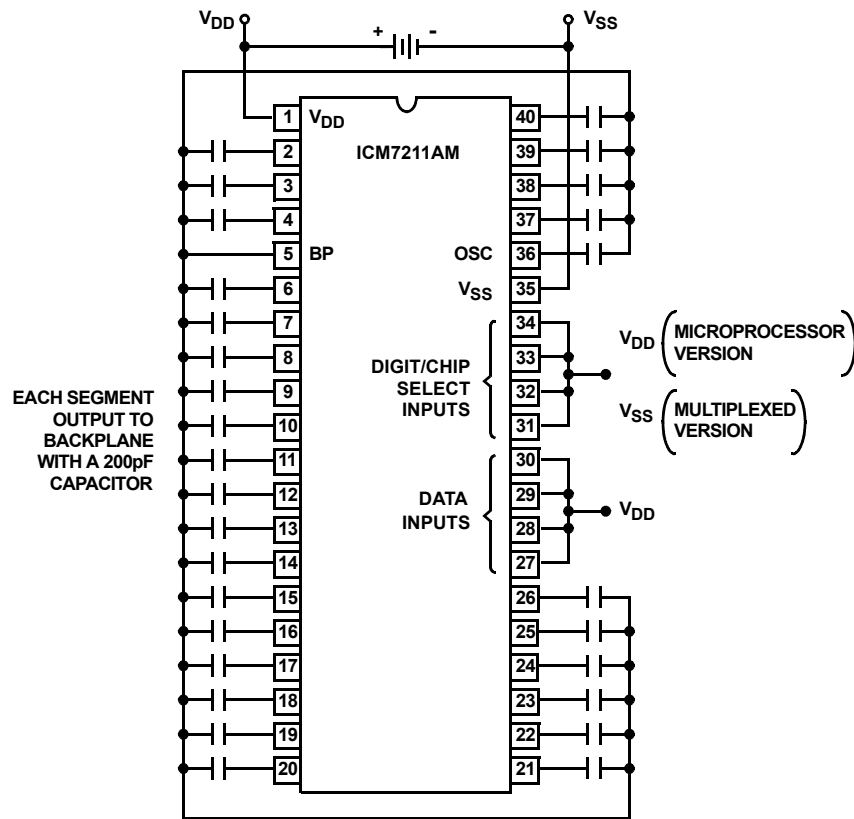 VDD
+
-
VSS
1
VDD
40
2
ICM7211AM
39
3
38
4
37
5
BP
OSC
36
6
VSS
35
7
34
8
33
9
32
10
31
11
30
12
29
13
28
14
27
15
26
16
25
17
24
18
23
19
22
20
21
DIGIT/CHIP
SELECT
INPUTS
DATA
INPUTS
EACH SEGMENT
OUTPUT TO
BACKPLANE
WITH A 200pF
CAPACITOR
VDD (MICROPROCESSOR
VERSION)
VSS (MULTIPLEXED
VERSION)
VDD